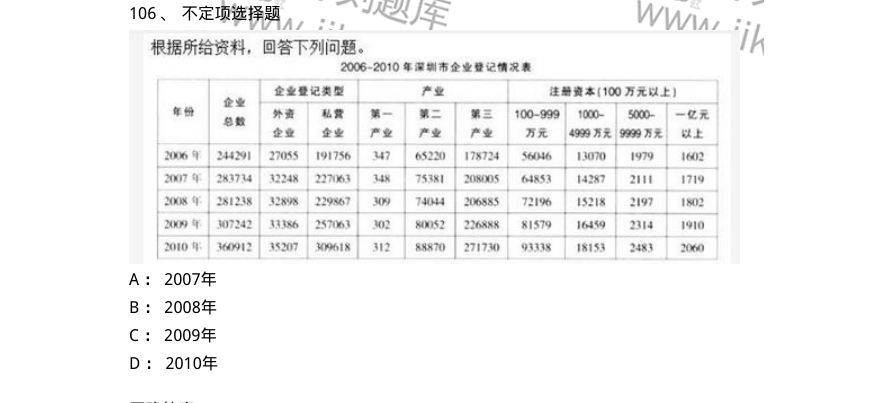 题库
www.jik
106 、 不定项选择题
根据所给资料，回答下列问题。
2006~2010 年深圳市企业登记情况表
年份 企业总数 企业登记类型 产业 注册资本(100 万元以上)
外资企业 私营企业 第一产业 第二产业 第三产业 100-999万元 1000-4999 万元 5000-9999 万元 一亿元以上
2006 年 244291 27055 191756 347 65220 178724 56046 13070 1979 1602
2007 年 283734 32248 227063 348 75381 208005 64853 14287 2111 1719
2008 年 281238 32898 229867 309 74044 206885 72196 15218 2197 1802
2009 年 307242 33386 257063 302 80052 226888 81579 16459 2314 1910
2010 年 360912 35207 309618 312 88870 271730 93338 18153 2483 2060
A ： 2007年
B ： 2008年
C ： 2009年
D ： 2010年